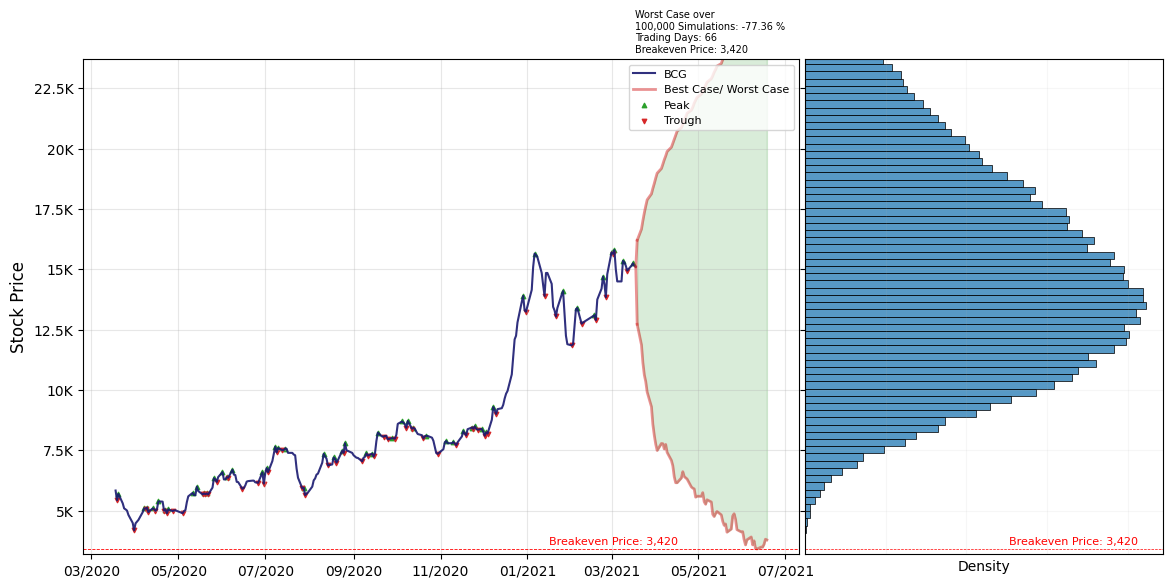 Worst Case over
100,000 Simulations: -77.36 %
Trading Days: 66
Breakeven Price: 3,420
BCG
Best Case/ Worst Case
Peak
Trough
Stock Price
22.5K
20K
17.5K
15K
12.5K
10K
7.5K
5K
Breakeven Price: 3,420
Breakeven Price: 3,420
03/2020
05/2020
07/2020
09/2020
11/2020
01/2021
03/2021
05/2021
07/2021
Density